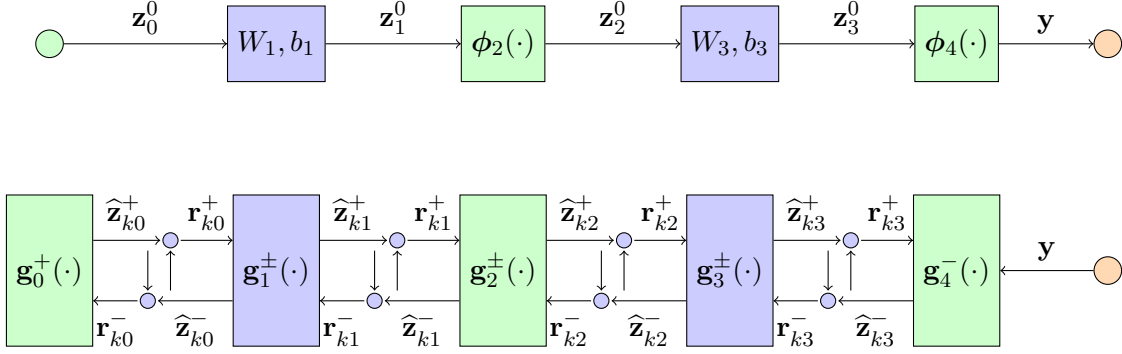 𝐳₀⁰ 𝐳₁⁰ 𝐳₂⁰ 𝐳₃⁰ 𝐲
W₁, b₁ ϕ₂(·) W₃, b₃ ϕ₄(·)
ẑ⁺ₖ₀ r⁺ₖ₀ ẑ⁺ₖ₁ r⁺ₖ₁ ẑ⁺ₖ₂ r⁺ₖ₂ ẑ⁺ₖ₃ r⁺ₖ₃ y
g₀⁺(·) g₁^±(·) g₂^±(·) g₃^±(·) g₄⁻(·)
r⁻ₖ₀ ẑ⁻ₖ₀ r⁻ₖ₁ ẑ⁻ₖ₁ r⁻ₖ₂ ẑ⁻ₖ₂ r⁻ₖ₃ ẑ⁻ₖ₃